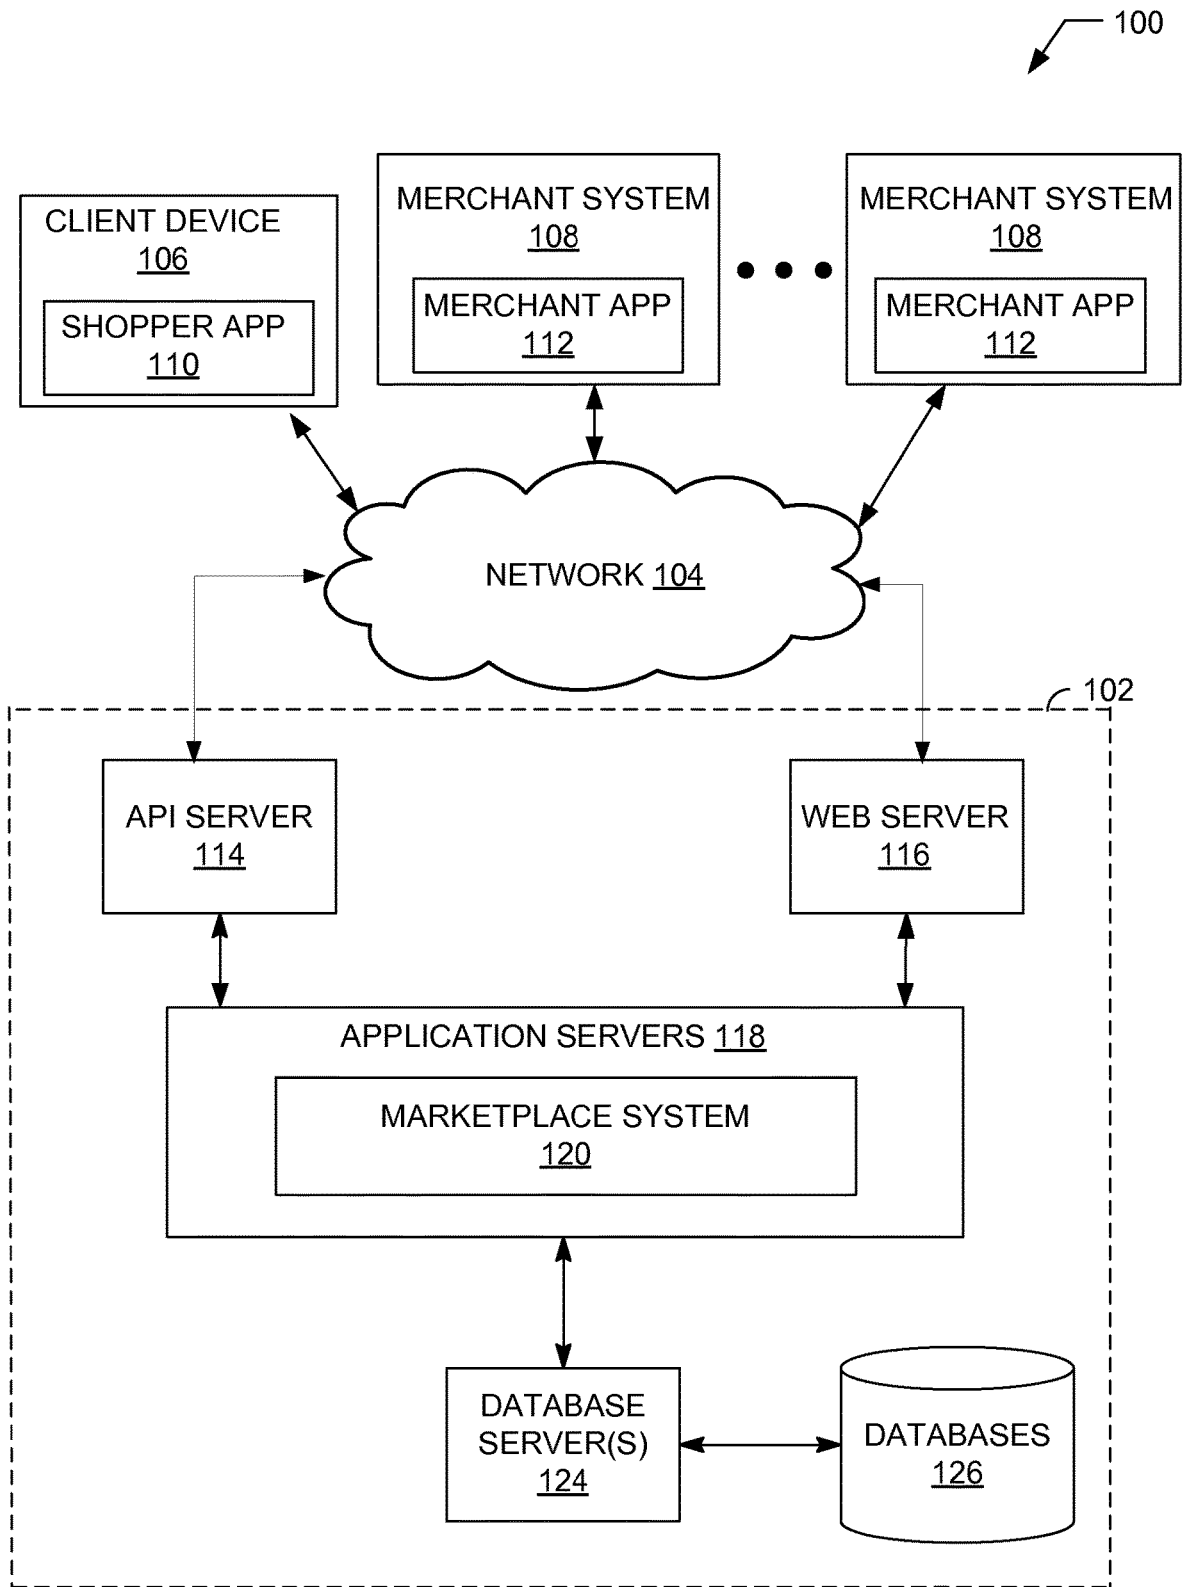 100
CLIENT DEVICE
106
SHOPPER APP
110
MERCHANT SYSTEM
108
MERCHANT APP
112
MERCHANT SYSTEM
108
MERCHANT APP
112
NETWORK 104
102
API SERVER
114
WEB SERVER
116
APPLICATION SERVERS 118
MARKETPLACE SYSTEM
120
DATABASE
SERVER(S)
124
DATABASES
126